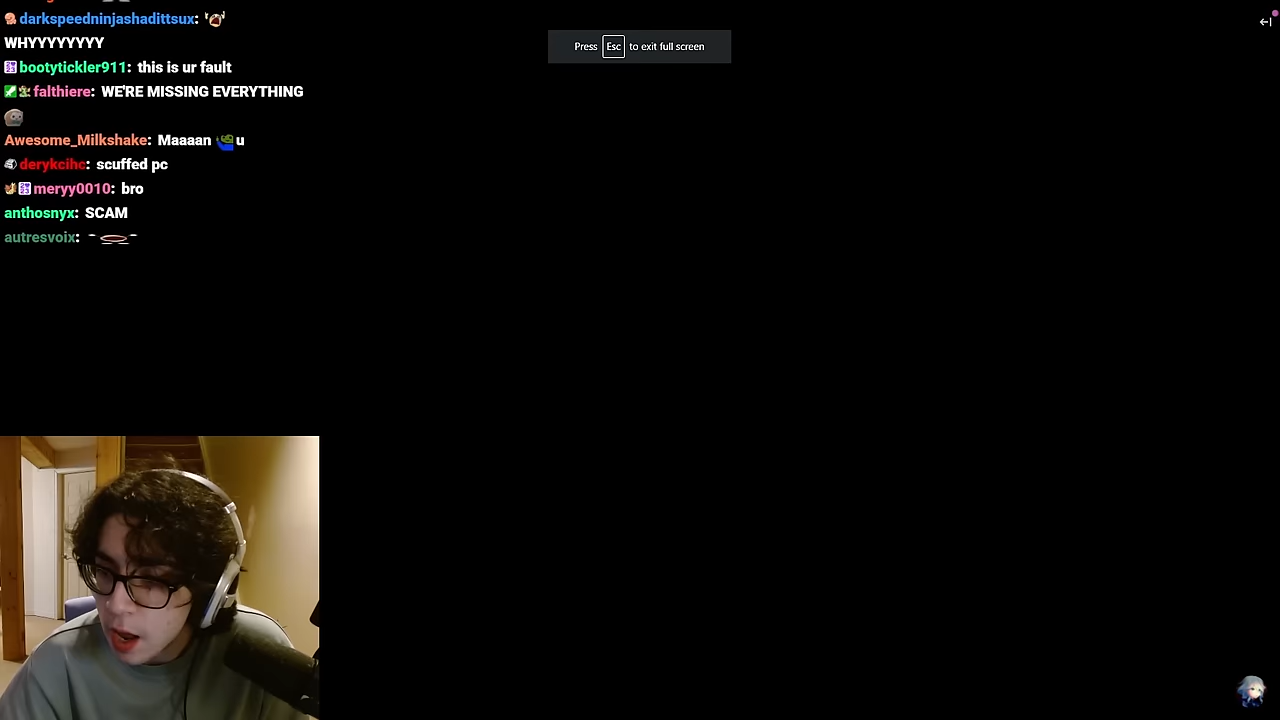 darkspeedninjashadittsux:
WHYYYYYYYY
bootytickler911: this is ur fault
falthiere: WE'RE MISSING EVERYTHING
Awesome_Milkshake: Maaaan u
derykcihc: scuffed pc
meryy0010: bro
anthosnyx: SCAM
autresvoix:
Press Esc to exit full screen